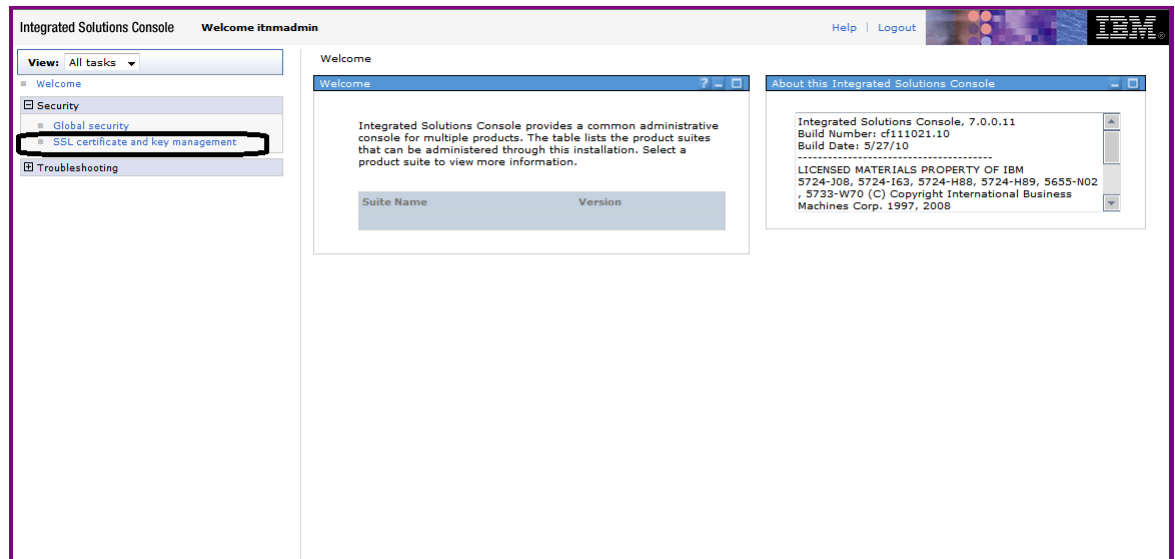 Integrated Solutions Console Welcome itnmadmin
Help | Logout
IBM®
View: All tasks
Welcome
Security
Global security
SSL certificate and key management
Troubleshooting
Welcome
Welcome
Integrated Solutions Console provides a common administrative
console for multiple products. The table lists the product suites
that can be administered through this installation. Select a
product suite to view more information.
Suite Name Version
About this Integrated Solutions Console
Integrated Solutions Console, 7.0.0.11
Build Number: cf111021.10
Build Date: 5/27/10
--------------------------------------
LICENSED MATERIALS PROPERTY OF IBM
5724-J08, 5724-I63, 5724-H88, 5724-H89, 5655-N02
, 5733-W70 (C) Copyright International Business
Machines Corp. 1997, 2008